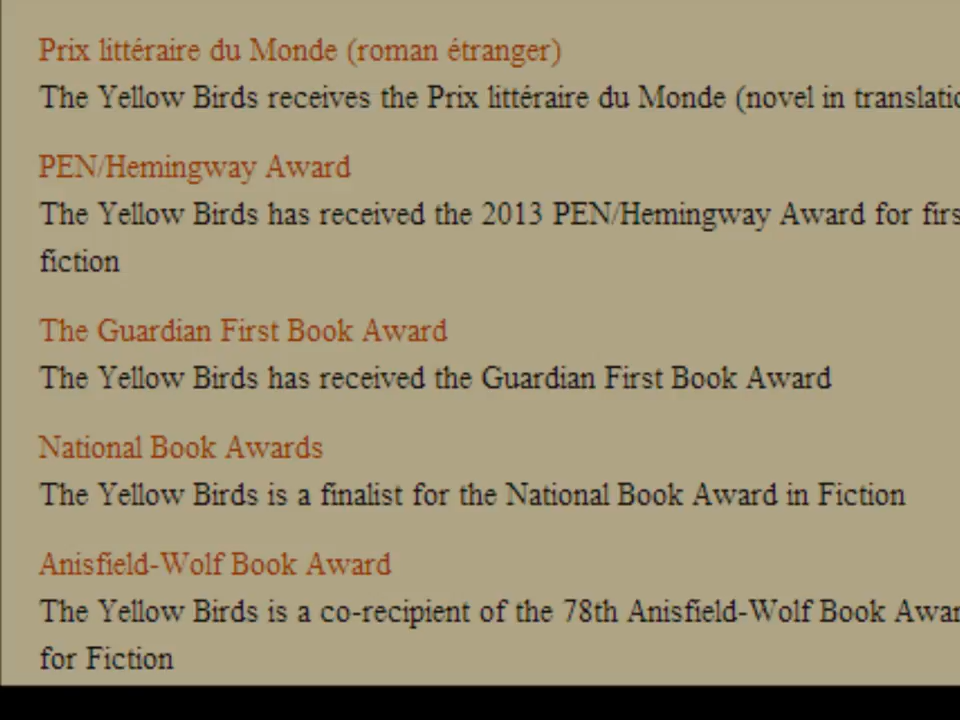 Prix littéraire du Monde (roman étranger)
The Yellow Birds receives the Prix littéraire du Monde (novel in
PEN/Hemingway Award
The Yellow Birds has received the 2013 PEN/Hemingway Award for
fiction
The Guardian First Book Award
The Yellow Birds has received the Guardian First Book Award
National Book Awards
The Yellow Birds is a finalist for the National Book Award in Fiction
Anisfield-Wolf Book Award
The Yellow Birds is a co-recipient of the 78th Anisfield-Wolf Book
for Fiction